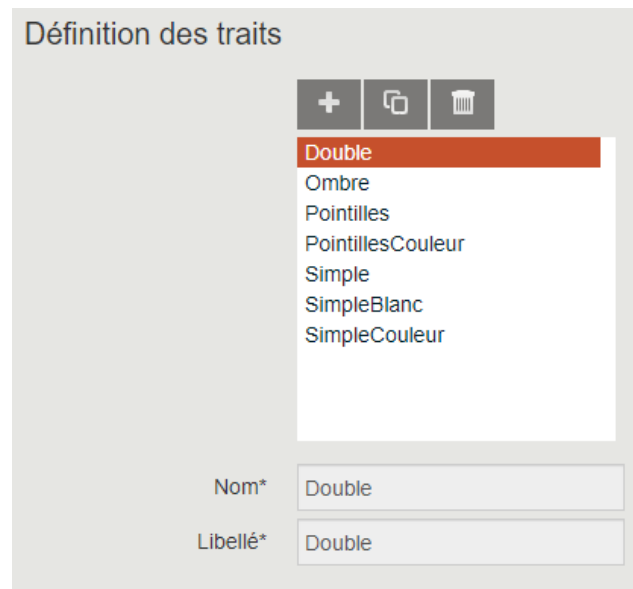 Définition des traits
Double
Ombre
Pointilles
PointillesCouleur
Simple
SimpleBlanc
SimpleCouleur
Nom* Double
Libellé* Double